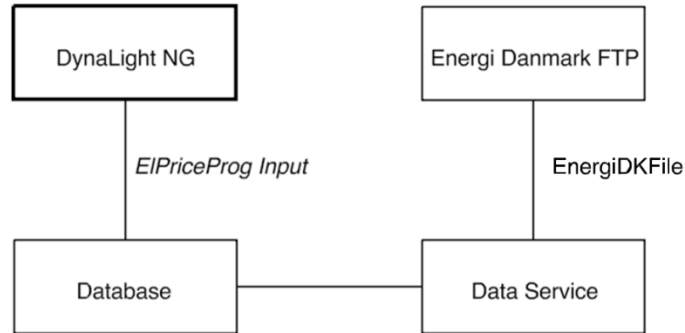 DynaLight NG
Energi Danmark FTP
ElPriceProg Input
EnergiDKFile
Database
Data Service